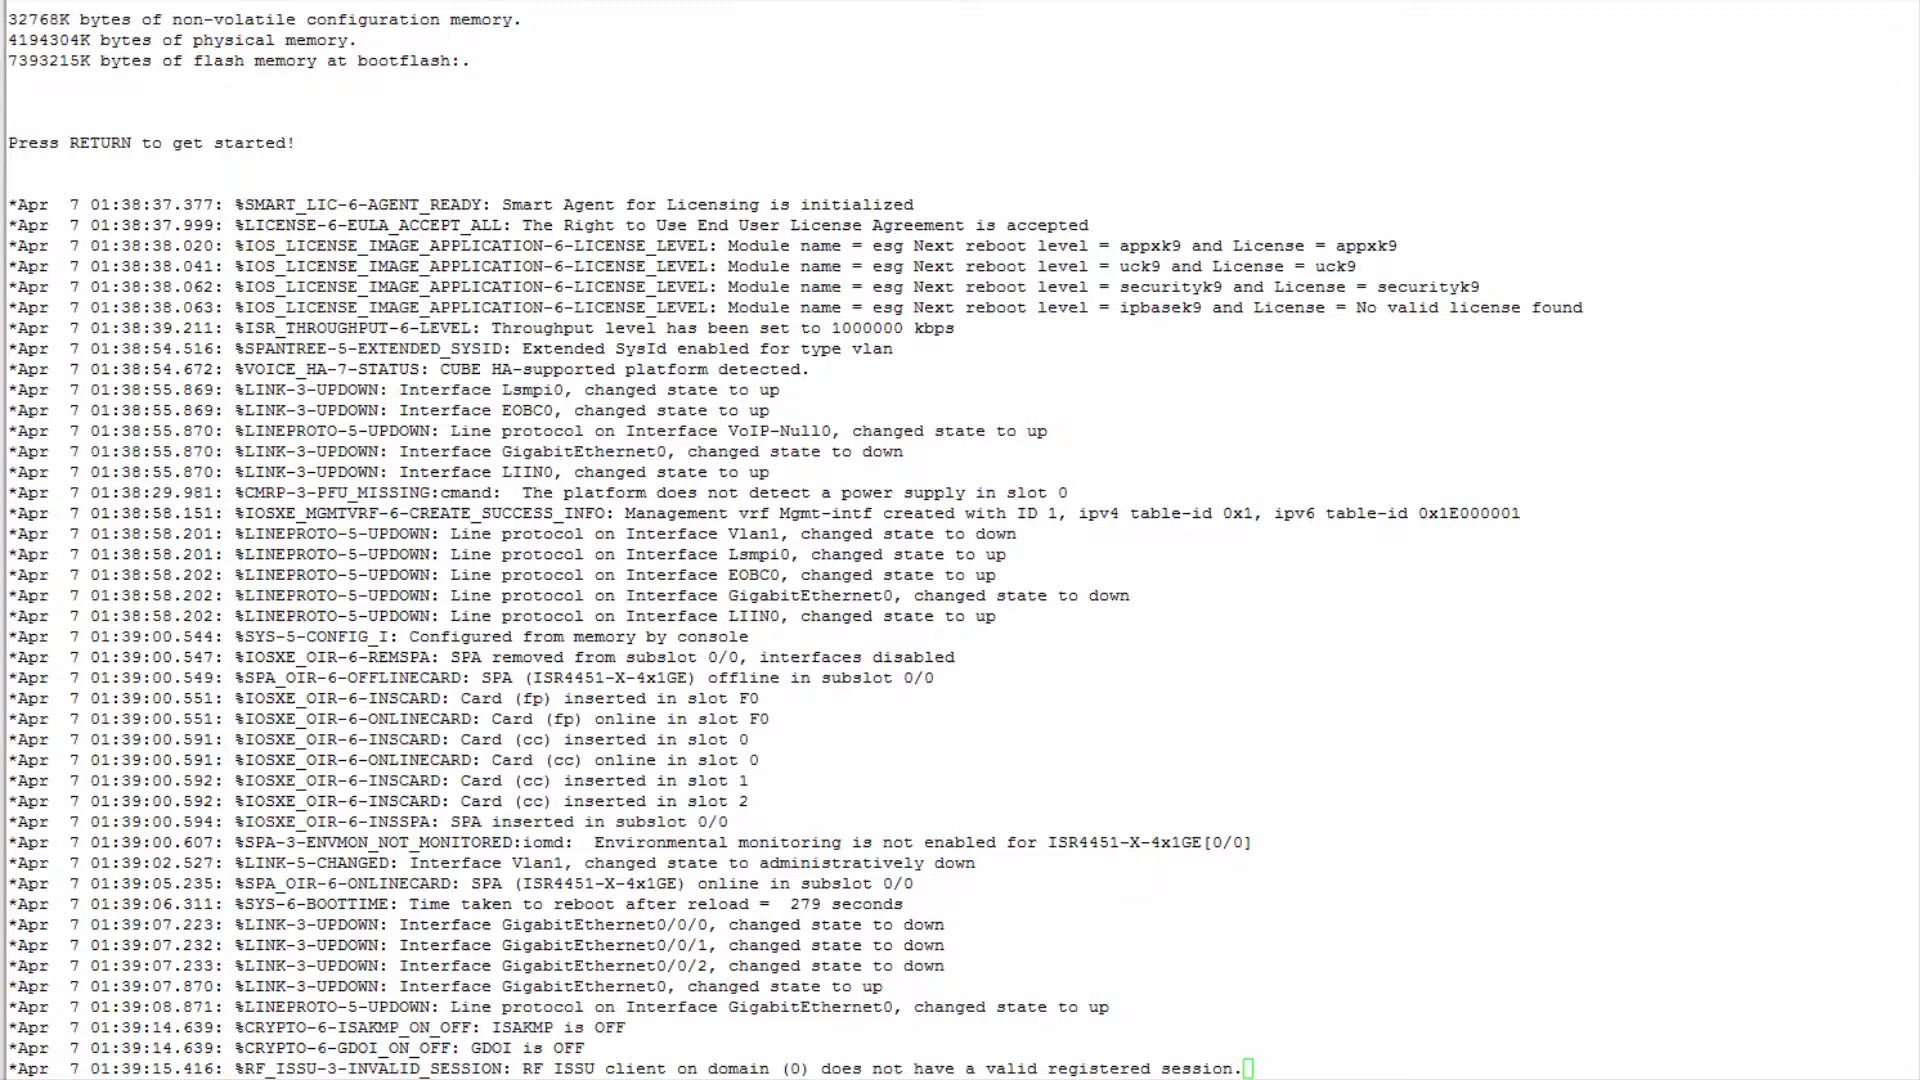 32768K bytes of non-volatile configuration memory.
4194304K bytes of physical memory.
7393215K bytes of flash memory at bootflash:.
Press RETURN to get started!
*Apr  7 01:38:37.377: %SMART_LIC-6-AGENT_READY: Smart Agent for Licensing is initialized
*Apr  7 01:38:37.999: %LICENSE-6-EULA_ACCEPT_ALL: The Right to Use End User License Agreement is accepted
*Apr  7 01:38:38.020: %IOS_LICENSE_IMAGE_APPLICATION-6-LICENSE_LEVEL: Module name = esg Next reboot level = appxk9 and License = appxk9
*Apr  7 01:38:38.041: %IOS_LICENSE_IMAGE_APPLICATION-6-LICENSE_LEVEL: Module name = esg Next reboot level = uck9 and License = uck9
*Apr  7 01:38:38.062: %IOS_LICENSE_IMAGE_APPLICATION-6-LICENSE_LEVEL: Module name = esg Next reboot level = securityk9 and License = securityk9
*Apr  7 01:38:38.063: %IOS_LICENSE_IMAGE_APPLICATION-6-LICENSE_LEVEL: Module name = esg Next reboot level = ipbasek9 and License = No valid license found
*Apr  7 01:38:39.211: %ISR_THROUGHPUT-6-LEVEL: Throughput level has been set to 1000000 kbps
*Apr  7 01:38:54.516: %SPANTREE-5-EXTENDED_SYSID: Extended SysId enabled for type vlan
*Apr  7 01:38:54.672: %VOICE_HA-7-STATUS: CUBE HA-supported platform detected.
*Apr  7 01:38:55.869: %LINK-3-UPDOWN: Interface Lsmpi0, changed state to up
*Apr  7 01:38:55.869: %LINK-3-UPDOWN: Interface EOBC0, changed state to up
*Apr  7 01:38:55.870: %LINEPROTO-5-UPDOWN: Line protocol on Interface VoIP-Null0, changed state to up
*Apr  7 01:38:55.870: %LINK-3-UPDOWN: Interface GigabitEthernet0, changed state to down
*Apr  7 01:38:55.870: %LINK-3-UPDOWN: Interface LIIN0, changed state to up
*Apr  7 01:38:29.981: %CMRP-3-PFU_MISSING:cmand:  The platform does not detect a power supply in slot 0
*Apr  7 01:38:58.151: %IOSXE_MGMTVRF-6-CREATE_SUCCESS_INFO: Management vrf Mgmt-intf created with ID 1, ipv4 table-id 0x1, ipv6 table-id 0x1E000001
*Apr  7 01:38:58.201: %LINEPROTO-5-UPDOWN: Line protocol on Interface Vlan1, changed state to down
*Apr  7 01:38:58.201: %LINEPROTO-5-UPDOWN: Line protocol on Interface Lsmpi0, changed state to up
*Apr  7 01:38:58.202: %LINEPROTO-5-UPDOWN: Line protocol on Interface EOBC0, changed state to up
*Apr  7 01:38:58.202: %LINEPROTO-5-UPDOWN: Line protocol on Interface GigabitEthernet0, changed state to down
*Apr  7 01:38:58.202: %LINEPROTO-5-UPDOWN: Line protocol on Interface LIIN0, changed state to up
*Apr  7 01:39:00.544: %SYS-5-CONFIG_I: Configured from memory by console
*Apr  7 01:39:00.547: %IOSXE_OIR-6-REMSPA: SPA removed from subslot 0/0, interfaces disabled
*Apr  7 01:39:00.549: %SPA_OIR-6-OFFLINECARD: SPA (ISR4451-X-4x1GE) offline in subslot 0/0
*Apr  7 01:39:00.551: %IOSXE_OIR-6-INSCARD: Card (fp) inserted in slot F0
*Apr  7 01:39:00.551: %IOSXE_OIR-6-ONLINECARD: Card (fp) online in slot F0
*Apr  7 01:39:00.591: %IOSXE_OIR-6-INSCARD: Card (cc) inserted in slot 0
*Apr  7 01:39:00.591: %IOSXE_OIR-6-ONLINECARD: Card (cc) online in slot 0
*Apr  7 01:39:00.592: %IOSXE_OIR-6-INSCARD: Card (cc) inserted in slot 1
*Apr  7 01:39:00.592: %IOSXE_OIR-6-INSCARD: Card (cc) inserted in slot 2
*Apr  7 01:39:00.594: %IOSXE_OIR-6-INSSPA: SPA inserted in subslot 0/0
*Apr  7 01:39:00.607: %SPA-3-ENVMON_NOT_MONITORED:iomd:  Environmental monitoring is not enabled for ISR4451-X-4x1GE[0/0]
*Apr  7 01:39:02.527: %LINK-5-CHANGED: Interface Vlan1, changed state to administratively down
*Apr  7 01:39:05.235: %SPA_OIR-6-ONLINECARD: SPA (ISR4451-X-4x1GE) online in subslot 0/0
*Apr  7 01:39:06.311: %SYS-6-BOOTTIME: Time taken to reboot after reload =  279 seconds
*Apr  7 01:39:07.223: %LINK-3-UPDOWN: Interface GigabitEthernet0/0/0, changed state to down
*Apr  7 01:39:07.232: %LINK-3-UPDOWN: Interface GigabitEthernet0/0/1, changed state to down
*Apr  7 01:39:07.233: %LINK-3-UPDOWN: Interface GigabitEthernet0/0/2, changed state to down
*Apr  7 01:39:07.870: %LINK-3-UPDOWN: Interface GigabitEthernet0, changed state to up
*Apr  7 01:39:08.871: %LINEPROTO-5-UPDOWN: Line protocol on Interface GigabitEthernet0, changed state to up
*Apr  7 01:39:14.639: %CRYPTO-6-ISAKMP_ON_OFF: ISAKMP is OFF
*Apr  7 01:39:14.639: %CRYPTO-6-GDOI_ON_OFF: GDOI is OFF
*Apr  7 01:39:15.416: %RF_ISSU-3-INVALID_SESSION: RF ISSU client on domain (0) does not have a valid registered session.